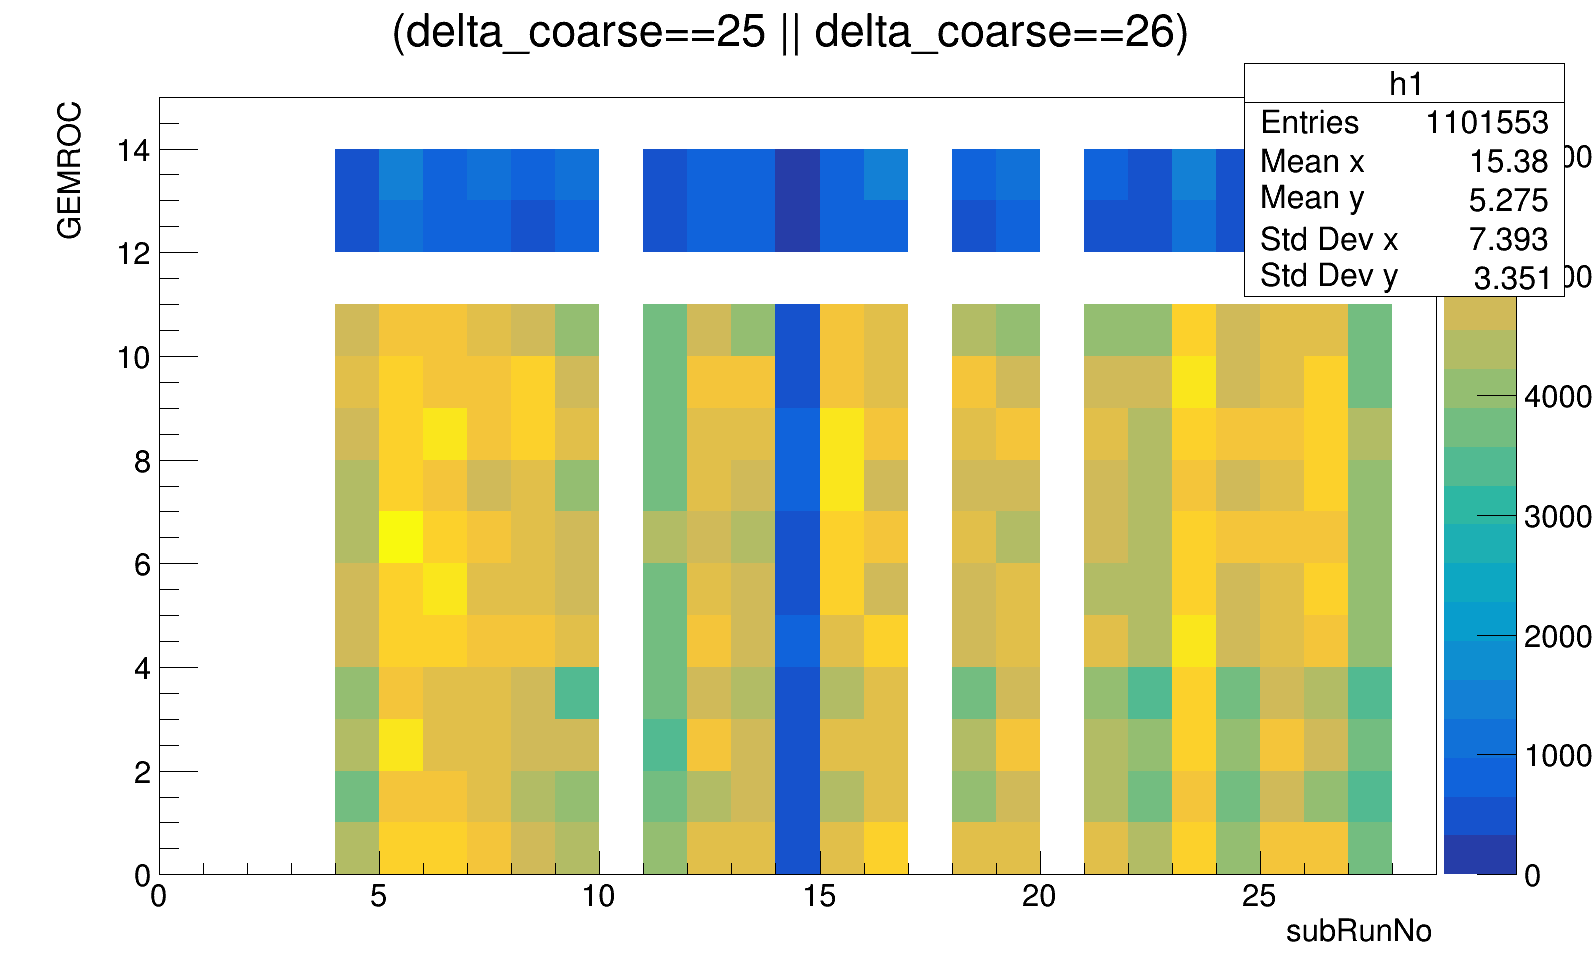 (delta_coarse==25 || delta_coarse==26)
h1
Entries 1101553
Mean x 15.38
Mean y 5.275
Std Dev x 7.393
Std Dev y 3.351
GEMROC
14
12
10
8
6
4
2
0
0 5 10 15 20 25
subRunNo
00
00
4000
3000
2000
1000
0